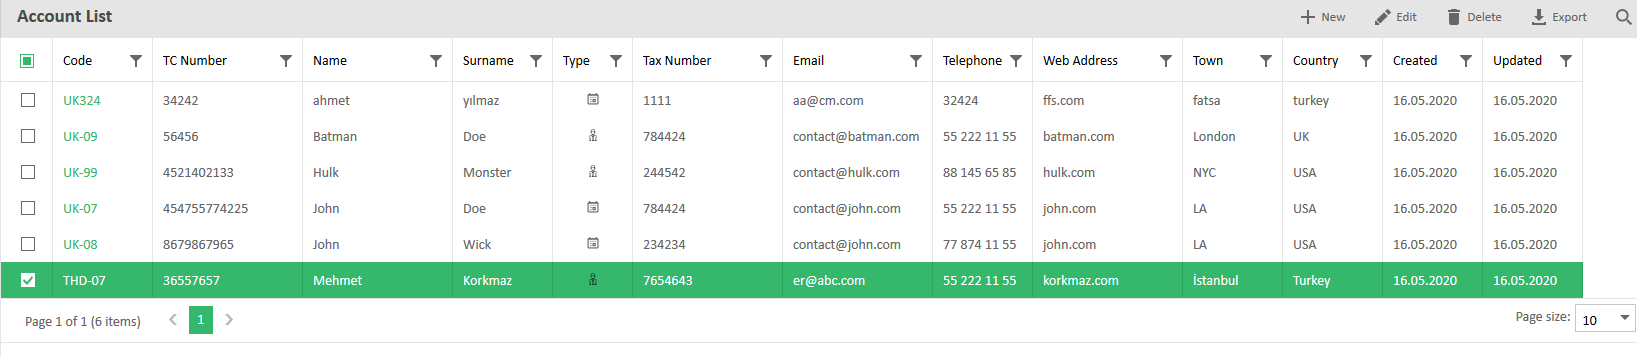 Account List New Edit Delete Export
Code TC Number Name Surname Type Tax Number Email Telephone Web Address Town Country Created Updated
UK324 34242 ahmet yılmaz 1111 aa@cm.com 32424 ffs.com fatsa turkey 16.05.2020 16.05.2020
UK-09 56456 Batman Doe 784424 contact@batman.com 55 222 11 55 batman.com London UK 16.05.2020 16.05.2020
UK-99 4521402133 Hulk Monster 244542 contact@hulk.com 88 145 65 85 hulk.com NYC USA 16.05.2020 16.05.2020
UK-07 454755774225 John Doe 784424 contact@john.com 55 222 11 55 john.com LA USA 16.05.2020 16.05.2020
UK-08 8679867965 John Wick 234234 contact@john.com 77 874 11 55 john.com LA USA 16.05.2020 16.05.2020
THD-07 36557657 Mehmet Korkmaz 7654643 er@abc.com 55 222 11 55 korkmaz.com İstanbul Turkey 16.05.2020 16.05.2020
Page 1 of 1 (6 items) 1 Page size: 10